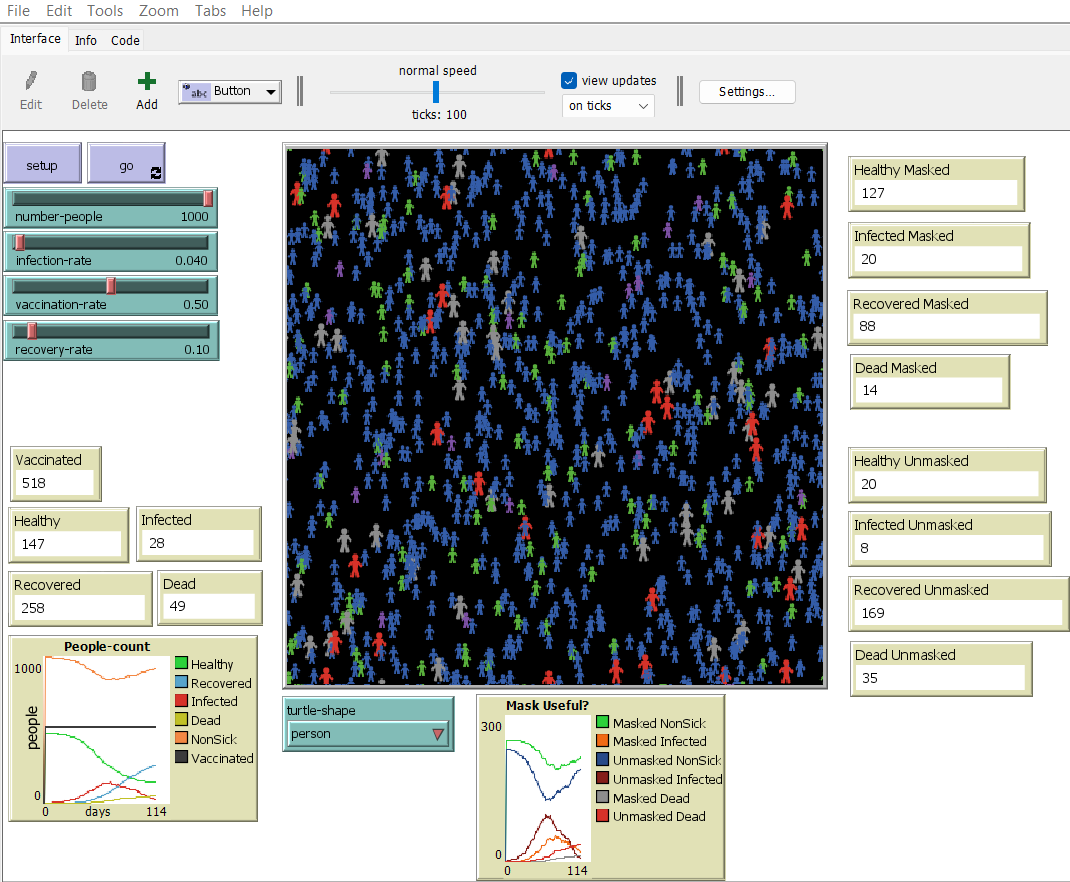 File Edit Tools Zoom Tabs Help
Interface Info Code
normal speed
view updates
Edit Delete Add
abc Button
ticks: 100
on ticks
Settings...
setup go
number-people 1000
infection-rate 0.040
vaccination-rate 0.50
recovery-rate 0.10
Vaccinated
518
Healthy
147
Infected
28
Recovered
258
Dead
49
People-count
1000
people
0
0 days 114
Healthy
Recovered
Infected
Dead
NonSick
Vaccinated
turtle-shape
person
Mask Useful?
300
0
0 114
Masked NonSick
Masked Infected
Unmasked NonSick
Unmasked Infected
Masked Dead
Unmasked Dead
Healthy Masked
127
Infected Masked
20
Recovered Masked
88
Dead Masked
14
Healthy Unmasked
20
Infected Unmasked
8
Recovered Unmasked
169
Dead Unmasked
35